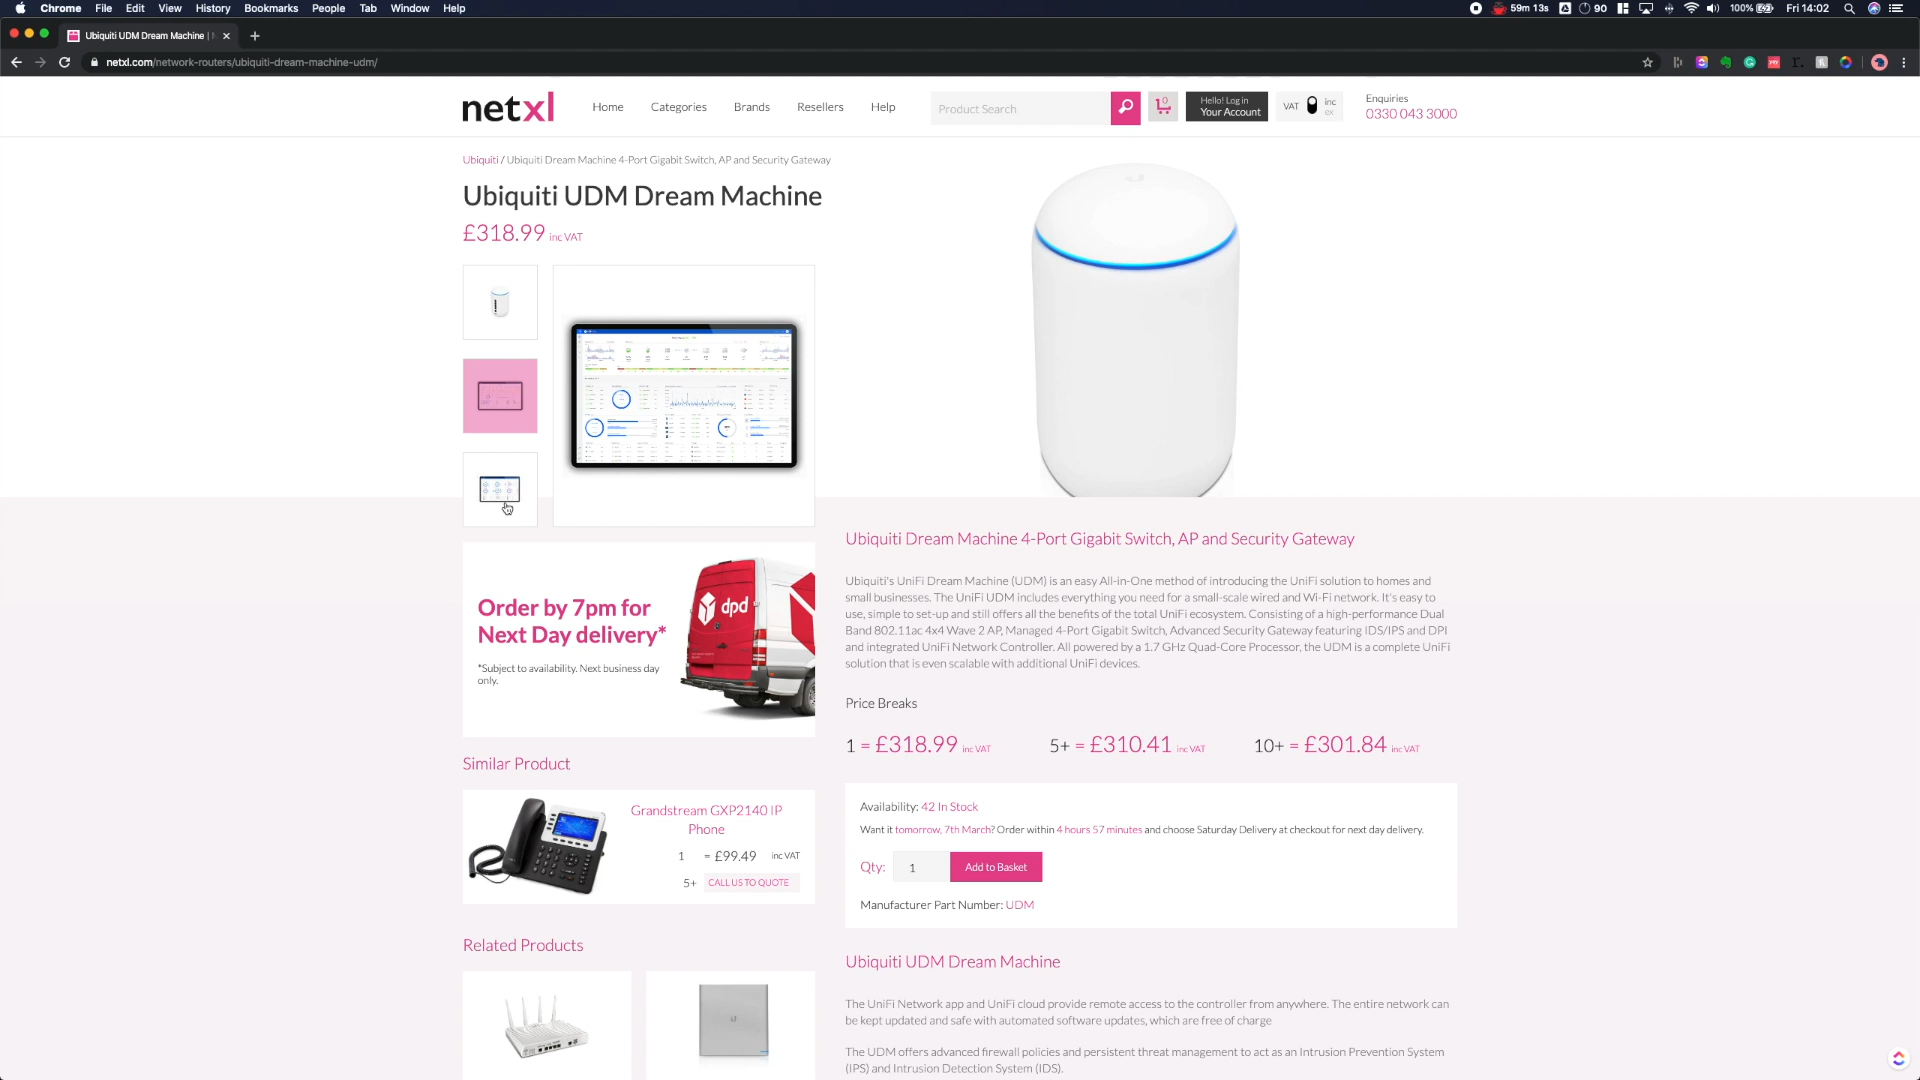 Chrome File Edit View History Bookmarks People Tab Window Help
59m 13s 90 100% Fri 14:02
Ubiquiti UDM Dream Machine |
netxl.com/network-routers/ubiquiti-dream-machine-udm/
netxl
Home Categories Brands Resellers Help
Product Search
0
Hello! Log in
Your Account
VAT inc
ex
Enquiries
0330 043 3000
Ubiquiti / Ubiquiti Dream Machine 4-Port Gigabit Switch, AP and Security Gateway
Ubiquiti UDM Dream Machine
£318.99 inc VAT
Order by 7pm for
Next Day delivery*
*Subject to availability. Next business day
only.
dpd
Similar Product
Grandstream GXP2140 IP
Phone
1 = £99.49 inc VAT
5+ CALL US TO QUOTE
Related Products
Ubiquiti Dream Machine 4-Port Gigabit Switch, AP and Security Gateway
Ubiquiti's UniFi Dream Machine (UDM) is an easy All-in-One method of introducing the UniFi solution to homes and
small businesses. The UniFi UDM includes everything you need for a small-scale wired and Wi-Fi network. It's easy to
use, simple to set-up and still offers all the benefits of the total UniFi ecosystem. Consisting of a high-performance Dual
Band 802.11ac 4x4 Wave 2 AP, Managed 4-Port Gigabit Switch, Advanced Security Gateway featuring IDS/IPS and DPI
and integrated UniFi Network Controller. All powered by a 1.7 GHz Quad-Core Processor, the UDM is a complete UniFi
solution that is even scalable with additional UniFi devices.
Price Breaks
1 = £318.99 inc VAT 5+ = £310.41 inc VAT 10+ = £301.84 inc VAT
Availability: 42 In Stock
Want it tomorrow, 7th March? Order within 4 hours 57 minutes and choose Saturday Delivery at checkout for next day delivery.
Qty: 1 Add to Basket
Manufacturer Part Number: UDM
Ubiquiti UDM Dream Machine
The UniFi Network app and UniFi cloud provide remote access to the controller from anywhere. The entire network can
be kept updated and safe with automated software updates, which are free of charge
The UDM offers advanced firewall policies and persistent threat management to act as an Intrusion Prevention System
(IPS) and Intrusion Detection System (IDS).